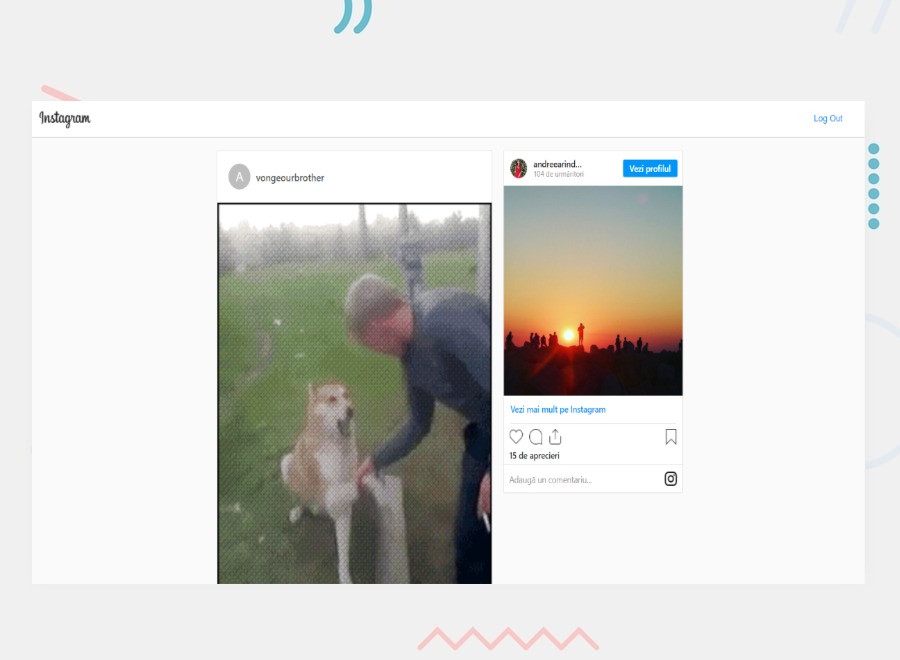 Instagram
Log Out
A
vongeourbrother
andreearind...
104 de urmăritori
Vezi profilul
Vezi mai mult pe Instagram
15 de aprecieri
Adaugă un comentariu...